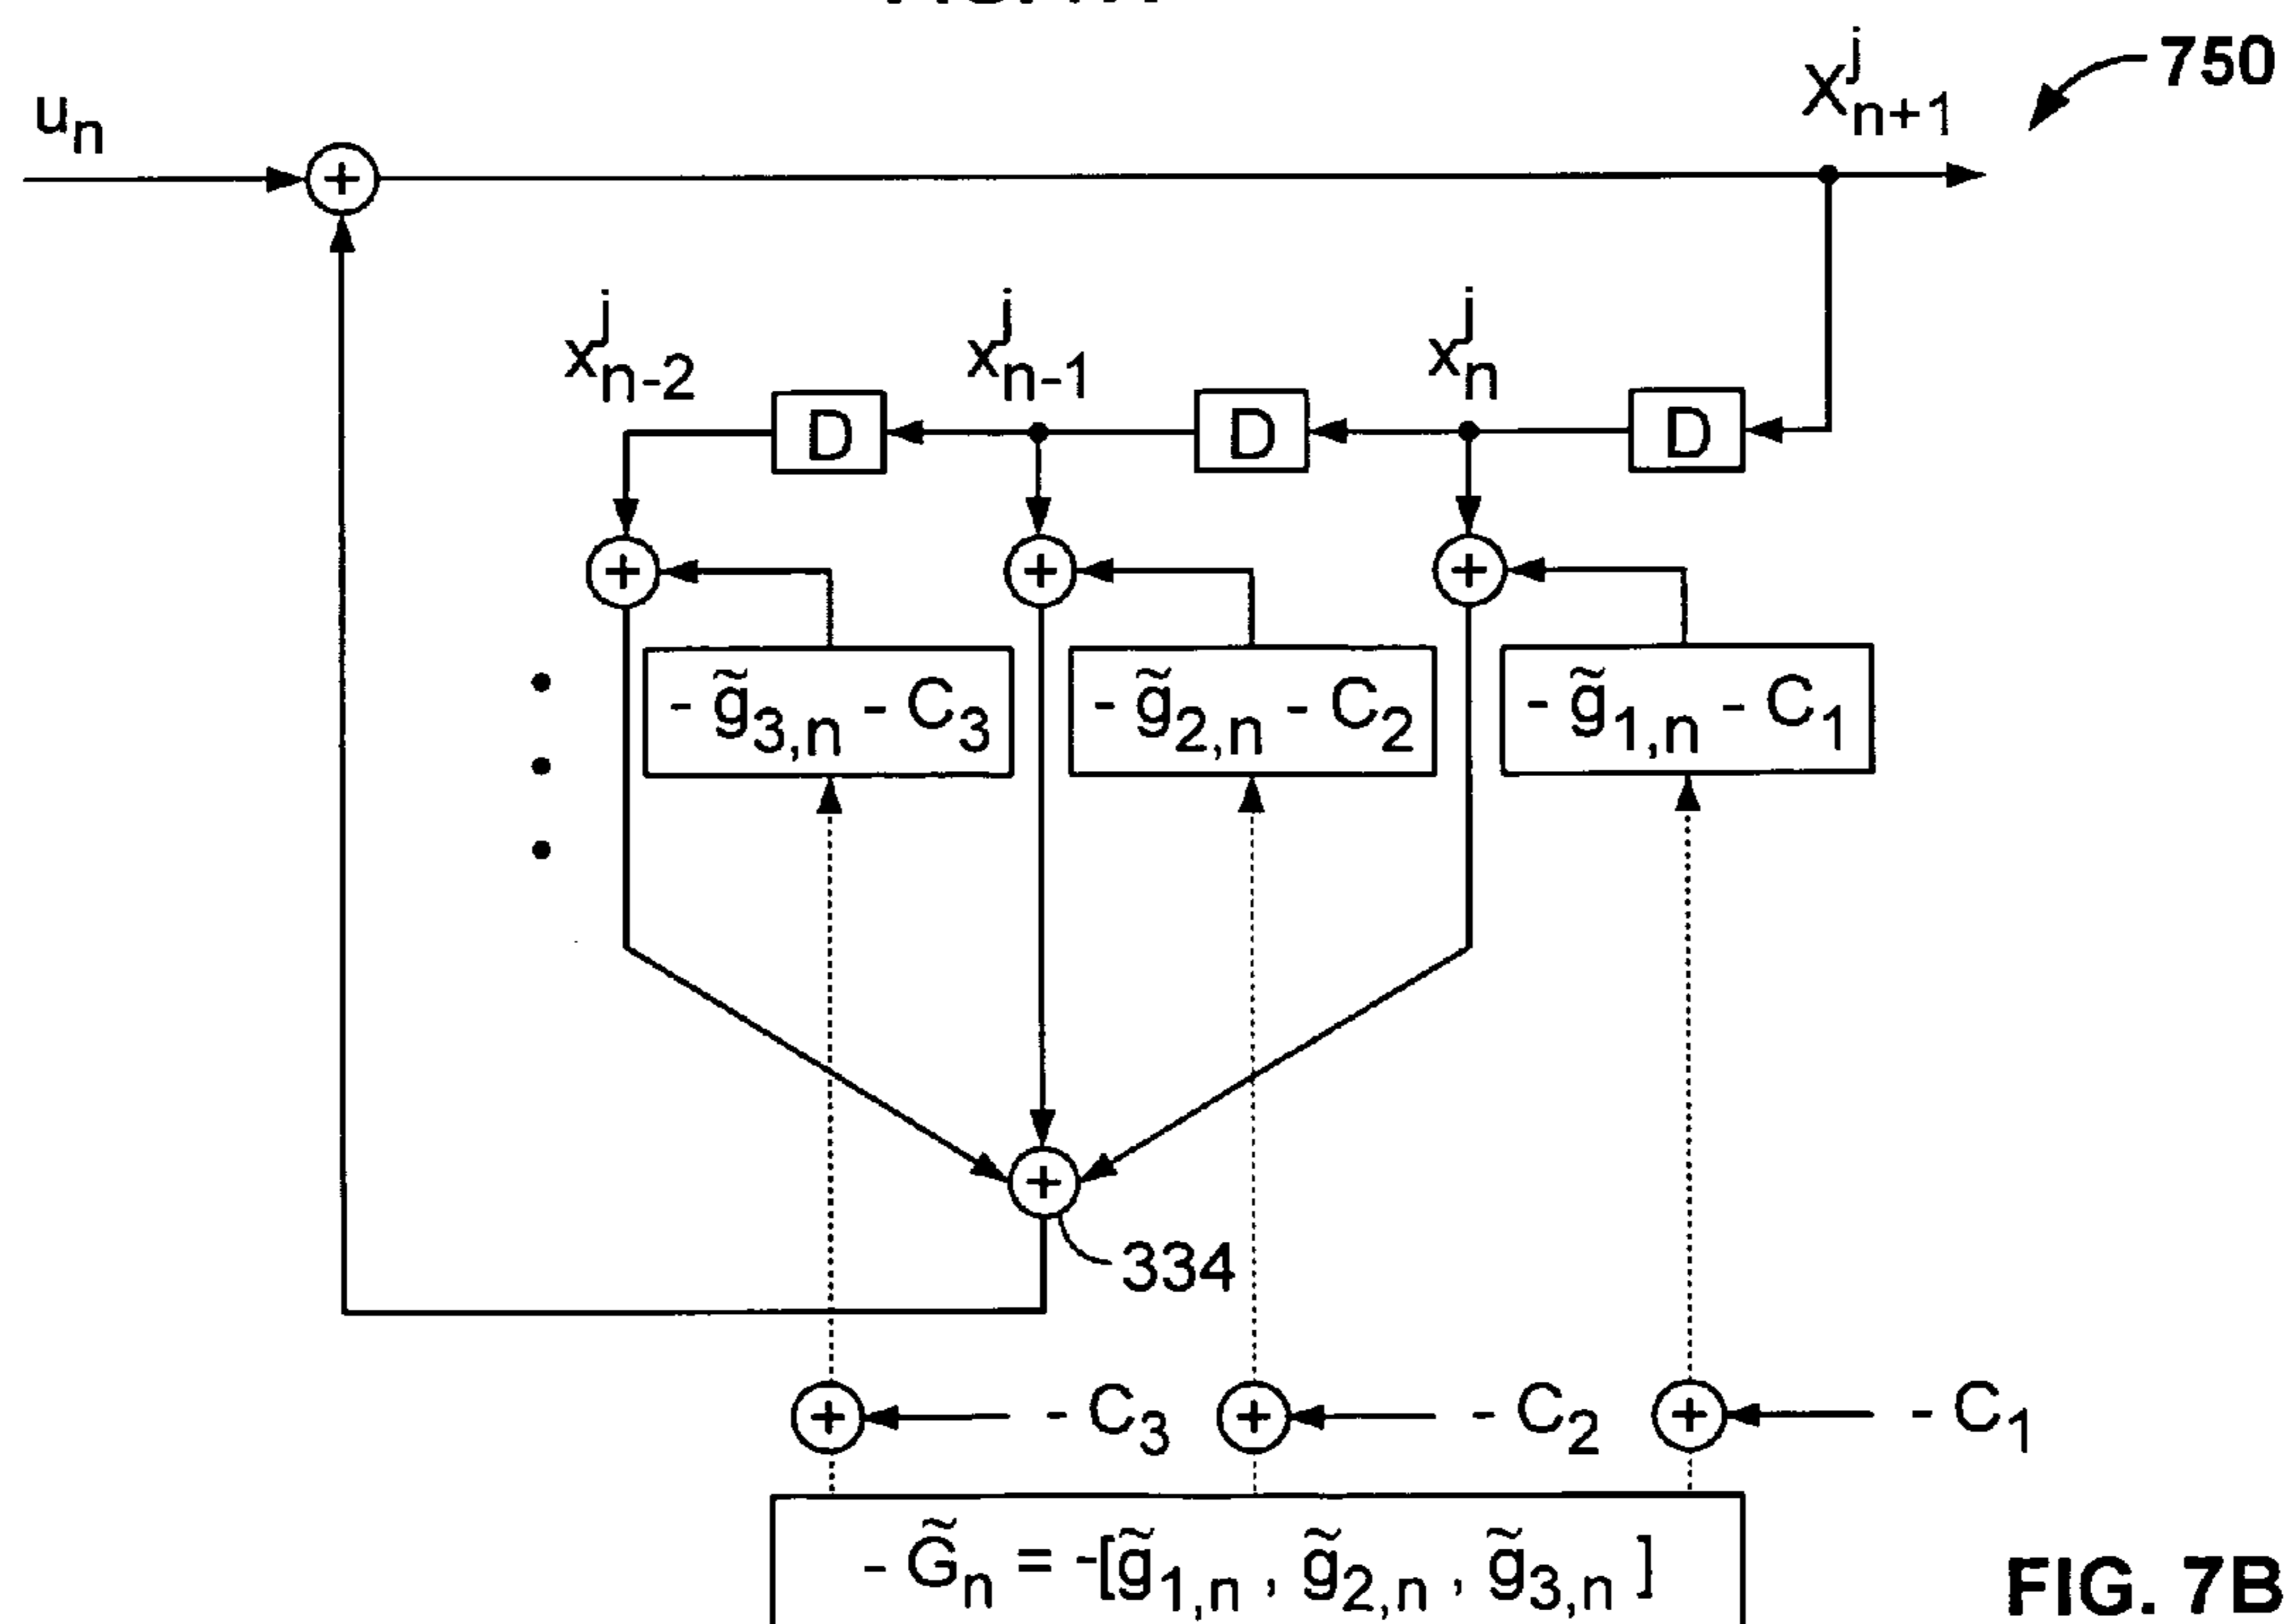 750
u_n
X^j_{n+1}
x^j_{n-2}
x^j_{n-1}
x^j_n
D
D
D
+
+
+
+
- g̃_{3,n} - C_3
- g̃_{2,n} - C_2
- g̃_{1,n} - C_1
+
334
+
- C_3
+
- C_2
+
- C_1
- G̃_n = -[g̃_{1,n} , g̃_{2,n} , g̃_{3,n} ]
FIG. 7B